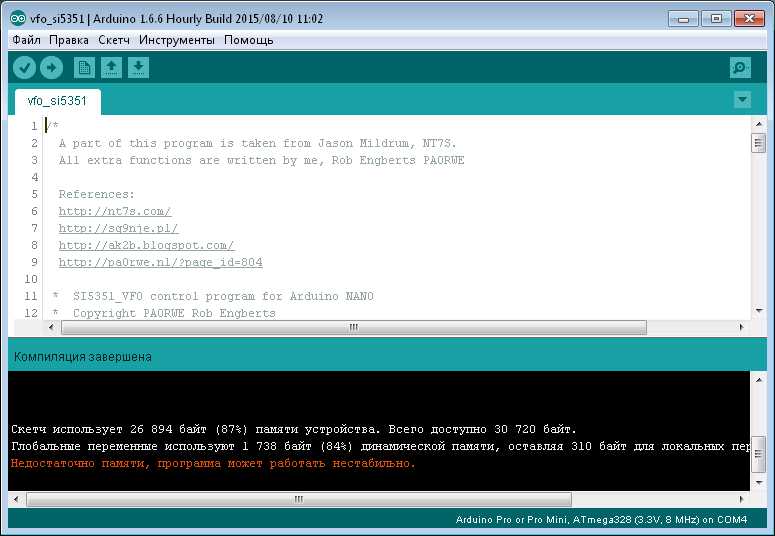 vfo_si5351 | Arduino 1.6.6 Hourly Build 2015/08/10 11:02
Файл Правка Скетч Инструменты Помощь
vfo_si5351
1 /*
2 A part of this program is taken from Jason Mildrum, NT7S.
3 All extra functions are written by me, Rob Engberts PA0RWE
4
5 References:
6 http://nt7s.com/
7 http://sq9nje.pl/
8 http://ak2b.blogspot.com/
9 http://pa0rwe.nl/?page_id=804
10
11 * SI5351_VFO control program for Arduino NANO
12 * Copyright PA0RWE Rob Engberts
Компиляция завершена
Скетч использует 26 894 байт (87%) памяти устройства. Всего доступно 30 720 байт.
Глобальные переменные используют 1 738 байт (84%) динамической памяти, оставляя 310 байт для локальных пер
Недостаточно памяти, программа может работать нестабильно.
Arduino Pro or Pro Mini, ATmega328 (3.3V, 8 MHz) on COM4